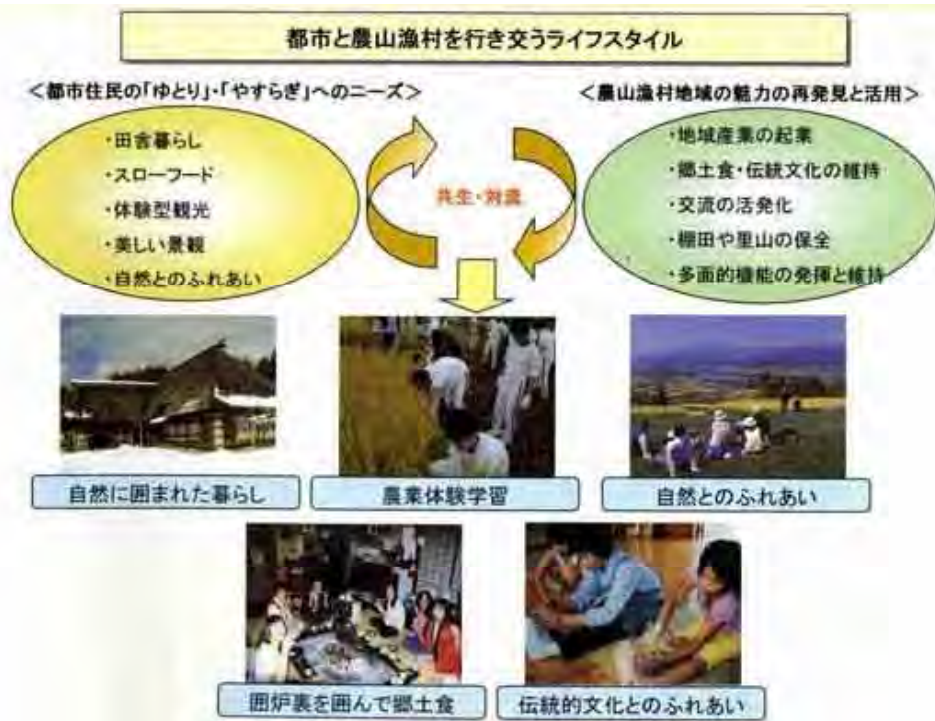 都市と農山漁村を行き交うライフスタイル
＜都市住民の「ゆとり」・「やすらぎ」へのニーズ＞
・田舎暮らし
・スローフード
・体験型観光
・美しい景観
・自然とのふれあい
共生・対流
＜農山漁村地域の魅力の再発見と活用＞
・地域産業の起業
・郷土食・伝統文化の維持
・交流の活発化
・棚田や里山の保全
・多面的機能の発揮と維持
自然に囲まれた暮らし
農業体験学習
自然とのふれあい
囲炉裏を囲んで郷土食
伝統的文化とのふれあい